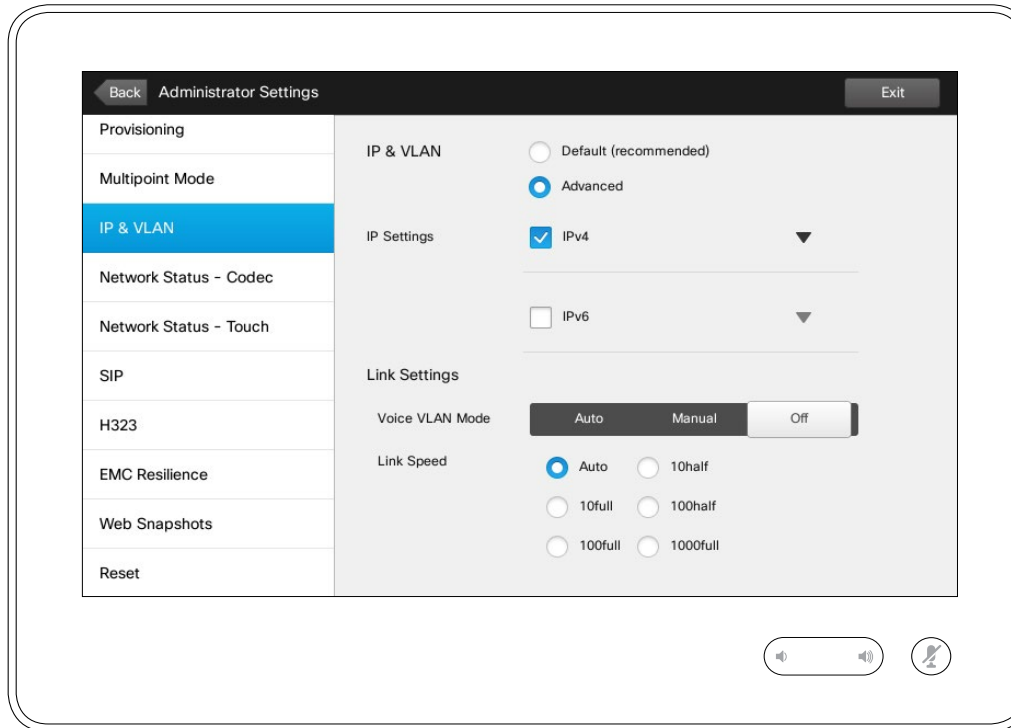 Back Administrator Settings Exit
Provisioning
Multipoint Mode
IP & VLAN
Network Status - Codec
Network Status - Touch
SIP
H323
EMC Resilience
Web Snapshots
Reset
IP & VLAN Default (recommended)
Advanced
IP Settings IPv4
IPv6
Link Settings
Voice VLAN Mode Auto Manual Off
Link Speed Auto 10half
10full 100half
100full 1000full